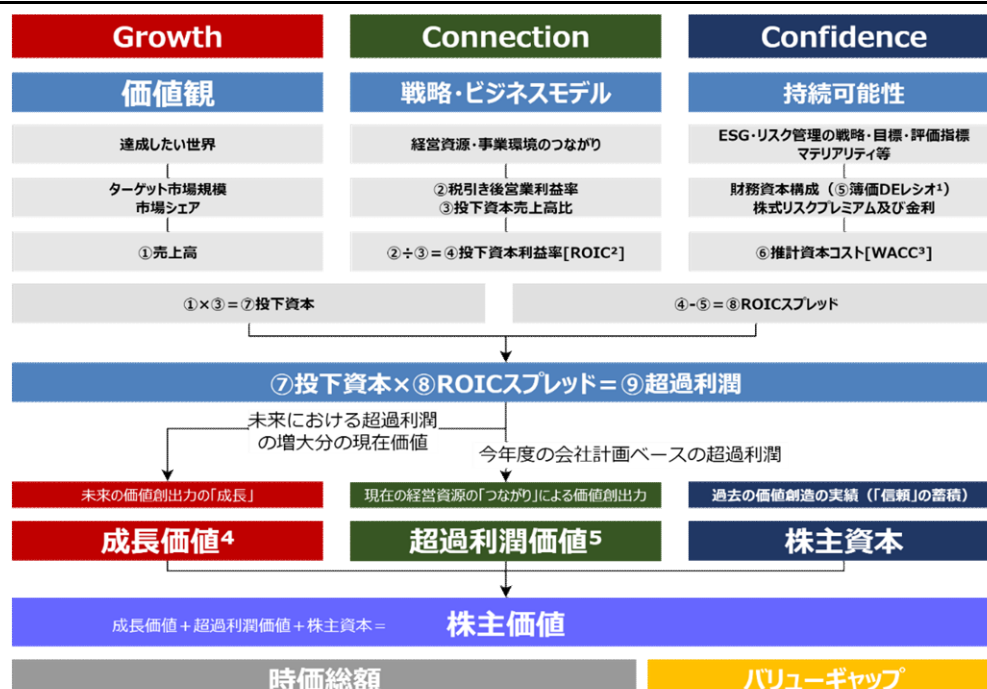 Growth
Connection
Confidence
価値観
戦略・ビジネスモデル
持続可能性
達成したい世界
経営資源・事業環境のつながり
ESG・リスク管理の戦略・目標・評価指標
マテリアリティ等
ターゲット市場規模
市場シェア
②税引き後営業利益率
③投下資本売上高比
財務資本構成（⑤簿価DEレシオ¹）
株式リスクプレミアム及び金利
①売上高
②÷③＝④投下資本利益率[ROIC²]
⑥推計資本コスト[WACC³]
①×③＝⑦投下資本
④-⑤＝⑧ROICスプレッド
⑦投下資本×⑧ROICスプレッド＝⑨超過利潤
未来における超過利潤
の増大分の現在価値
今年度の会社計画ベースの超過利潤
未来の価値創出力の「成長」
現在の経営資源の「つながり」による価値創出力
過去の価値創造の実績（「信頼」の蓄積）
成長価値⁴
超過利潤価値⁵
株主資本
成長価値＋超過利潤価値＋株主資本＝
株主価値
時価総額
バリューギャップ